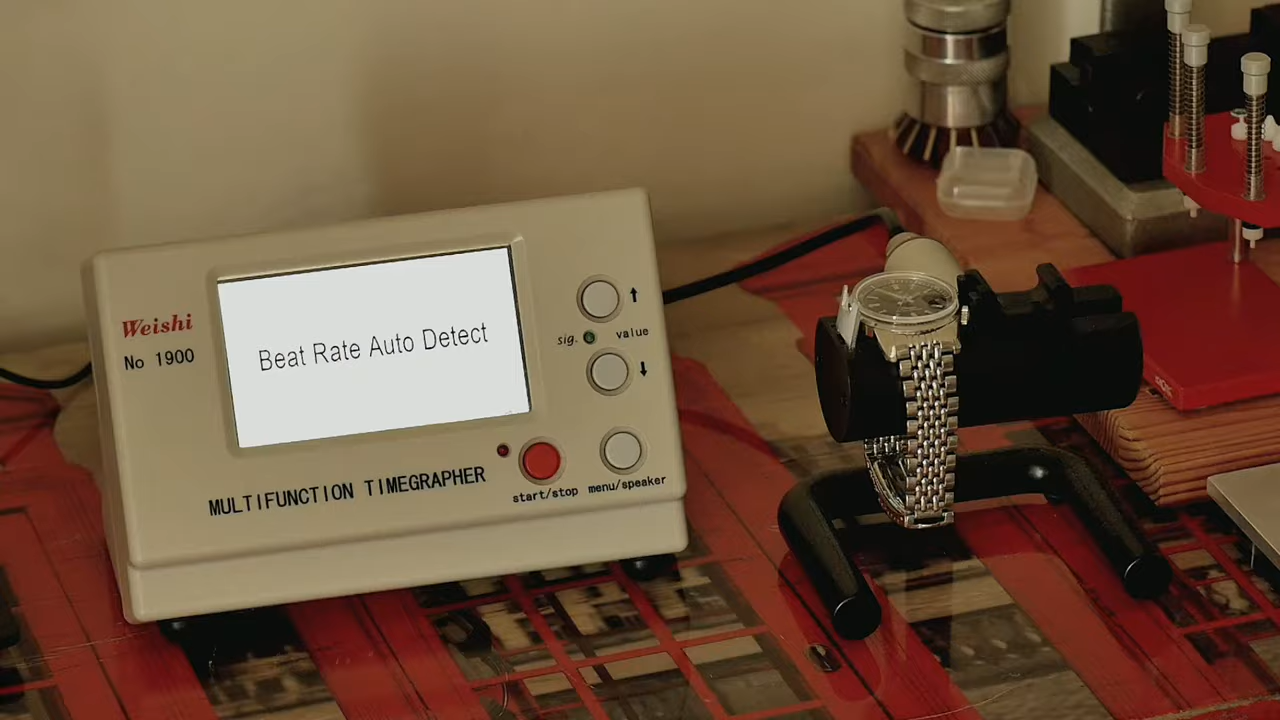 Weishi
No 1900
Beat Rate Auto Detect
sig.
value
MULTIFUNCTION TIMEGRAPHER
start/stop
menu/speaker